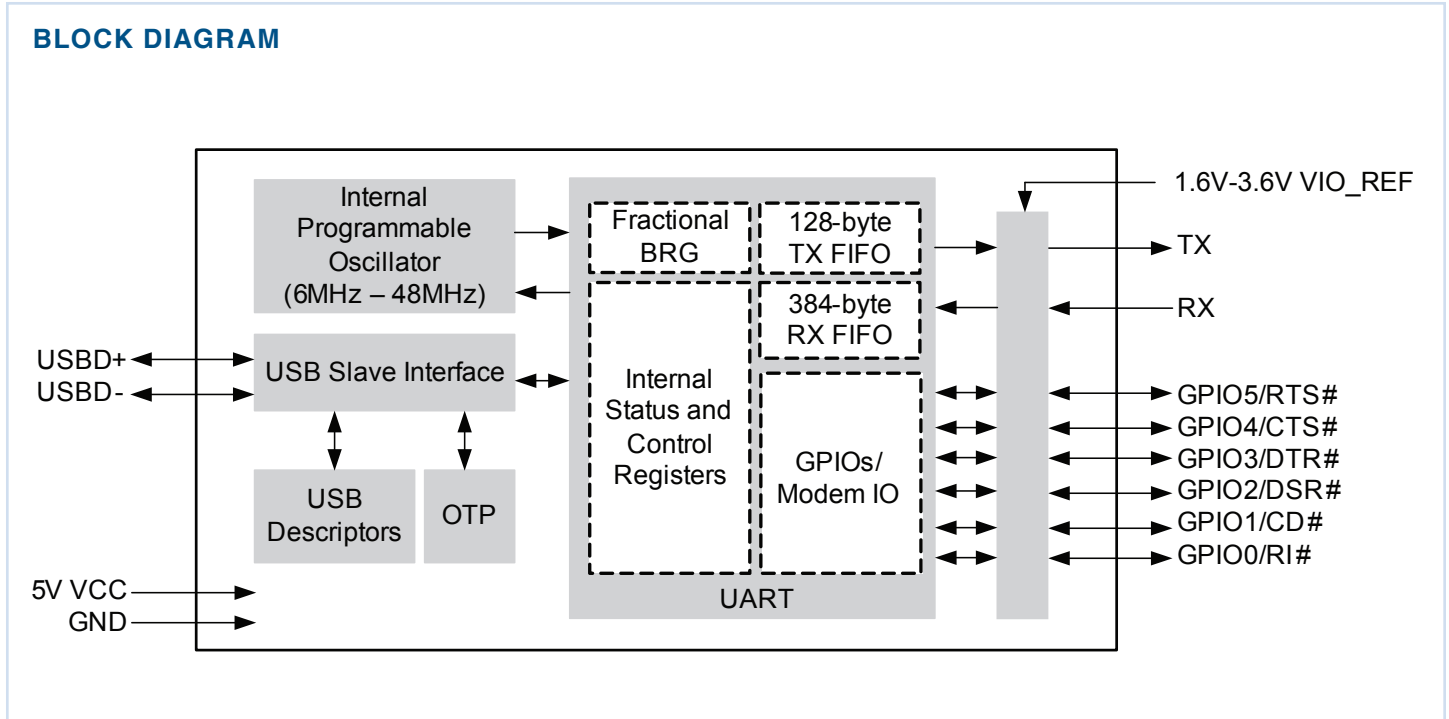 BLOCK DIAGRAM
Internal
Programmable
Oscillator
(6MHz – 48MHz)
Fractional
BRG
128-byte
TX FIFO
384-byte
RX FIFO
1.6V-3.6V VIO_REF
TX
RX
USBD+
USBD-
USB Slave Interface
Internal
Status and
Control
Registers
GPIOs/
Modem IO
GPIO5/RTS#
GPIO4/CTS#
GPIO3/DTR#
GPIO2/DSR#
GPIO1/CD#
GPIO0/RI#
USB
Descriptors
OTP
5V VCC
GND
UART